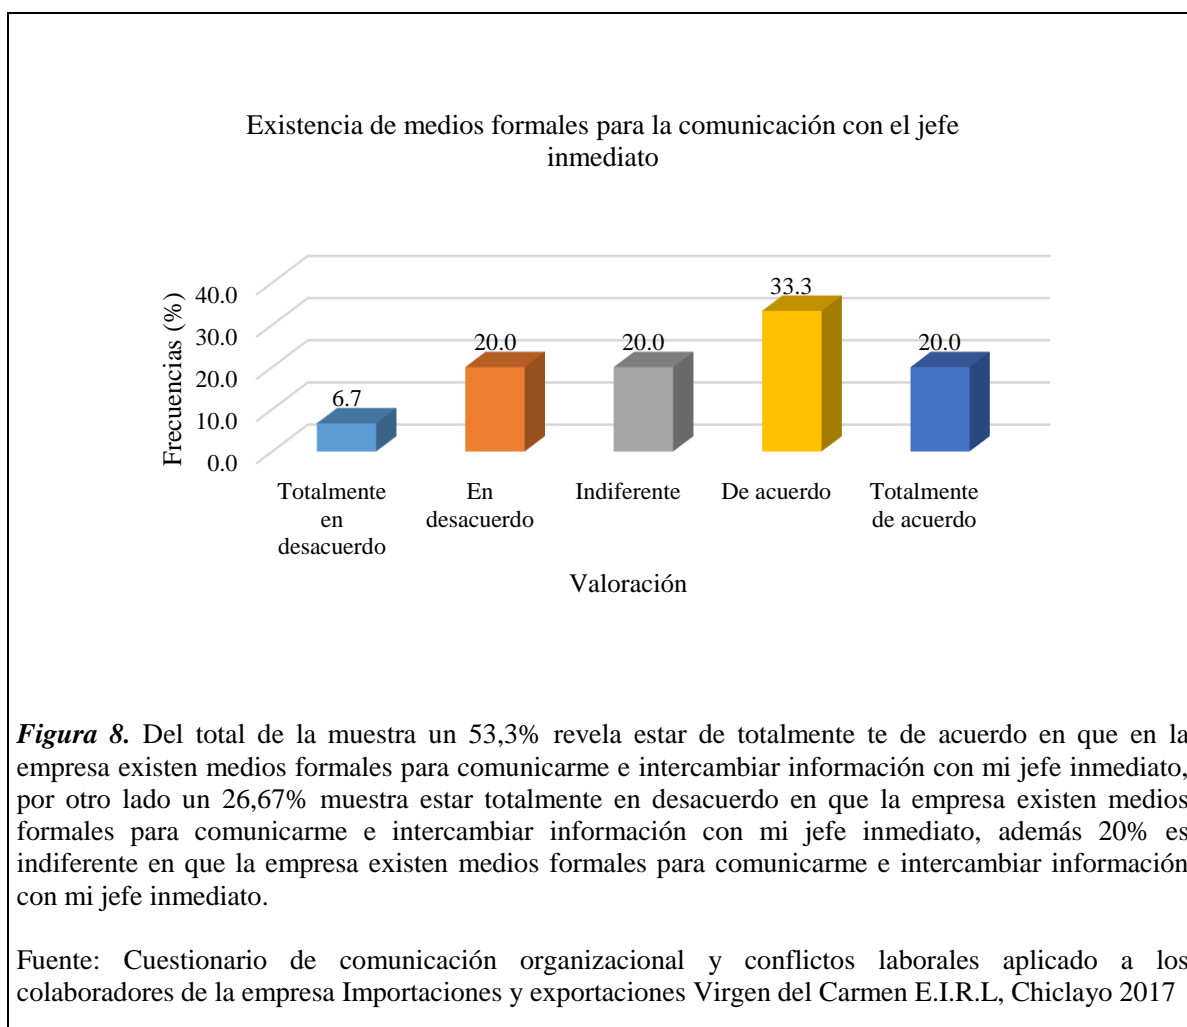 Existencia de medios formales para la comunicación con el jefe
inmediato
Frecuencias (%)
40.0
30.0
20.0
10.0
0.0
6.7
20.0
20.0
33.3
20.0
Totalmente
en
desacuerdo
En
desacuerdo
Indiferente
De acuerdo
Totalmente
de acuerdo
Valoración
Figura 8. Del total de la muestra un 53,3% revela estar de totalmente te de acuerdo en que en la
empresa existen medios formales para comunicarme e intercambiar información con mi jefe inmediato,
por otro lado un 26,67% muestra estar totalmente en desacuerdo en que la empresa existen medios
formales para comunicarme e intercambiar información con mi jefe inmediato, además 20% es
indiferente en que la empresa existen medios formales para comunicarme e intercambiar información
con mi jefe inmediato.
Fuente: Cuestionario de comunicación organizacional y conflictos laborales aplicado a los
colaboradores de la empresa Importaciones y exportaciones Virgen del Carmen E.I.R.L, Chiclayo 2017